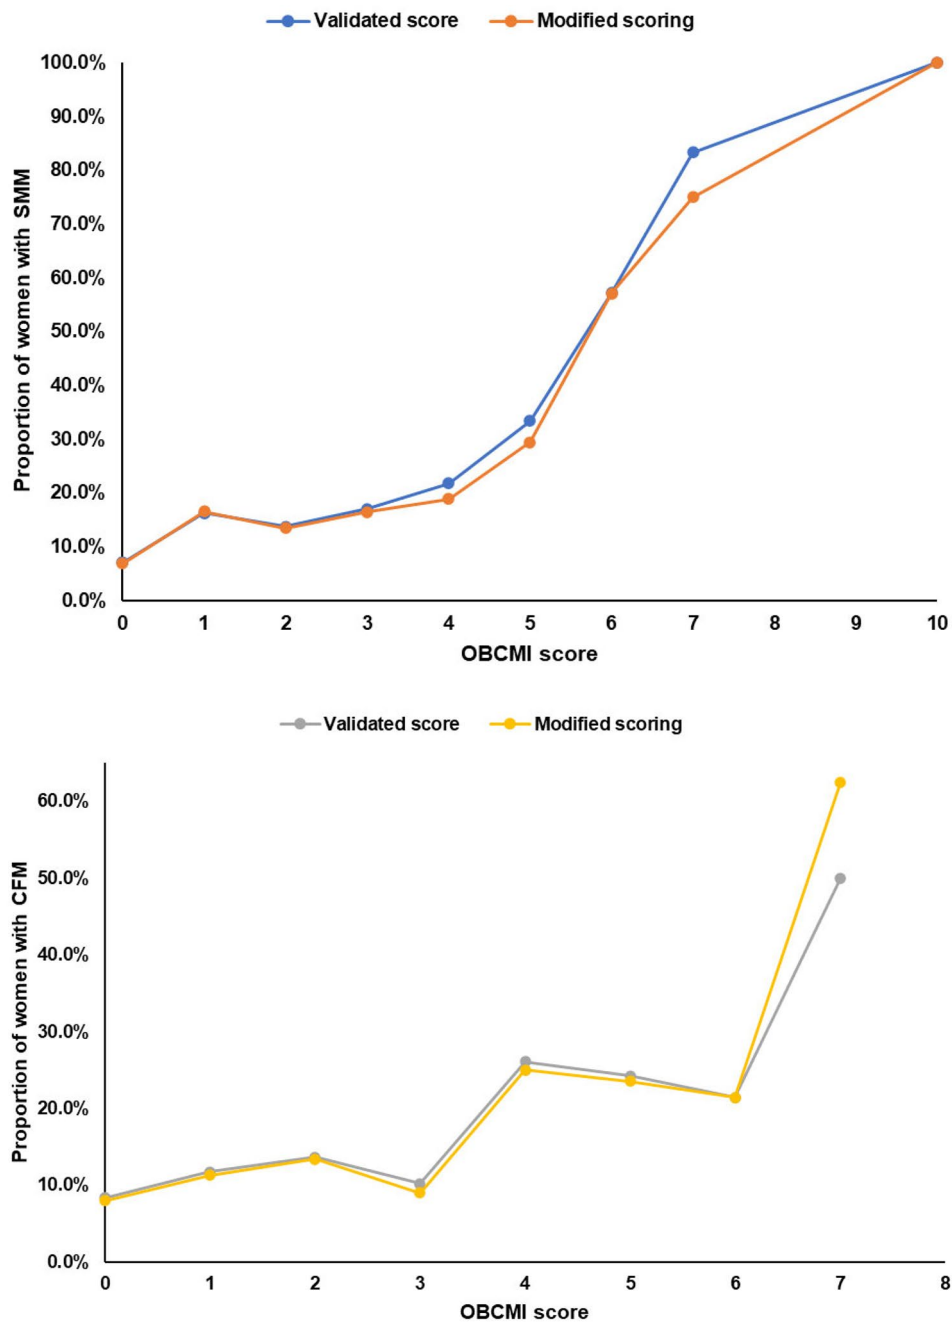 Validated score Modified scoring
100.0%
90.0%
80.0%
70.0%
60.0%
50.0%
40.0%
30.0%
20.0%
10.0%
0.0%
Proportion of women with SMM
0 1 2 3 4 5 6 7 8 9 10
OBCMI score
Validated score Modified scoring
60.0%
50.0%
40.0%
30.0%
20.0%
10.0%
0.0%
Proportion of women with CFM
0 1 2 3 4 5 6 7 8
OBCMI score